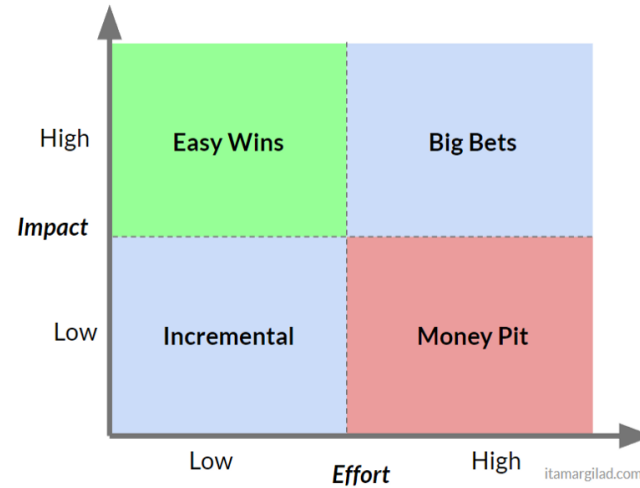 High
Easy Wins
Big Bets
Impact
Low
Incremental
Money Pit
Low
High
Effort
itamargilad.com